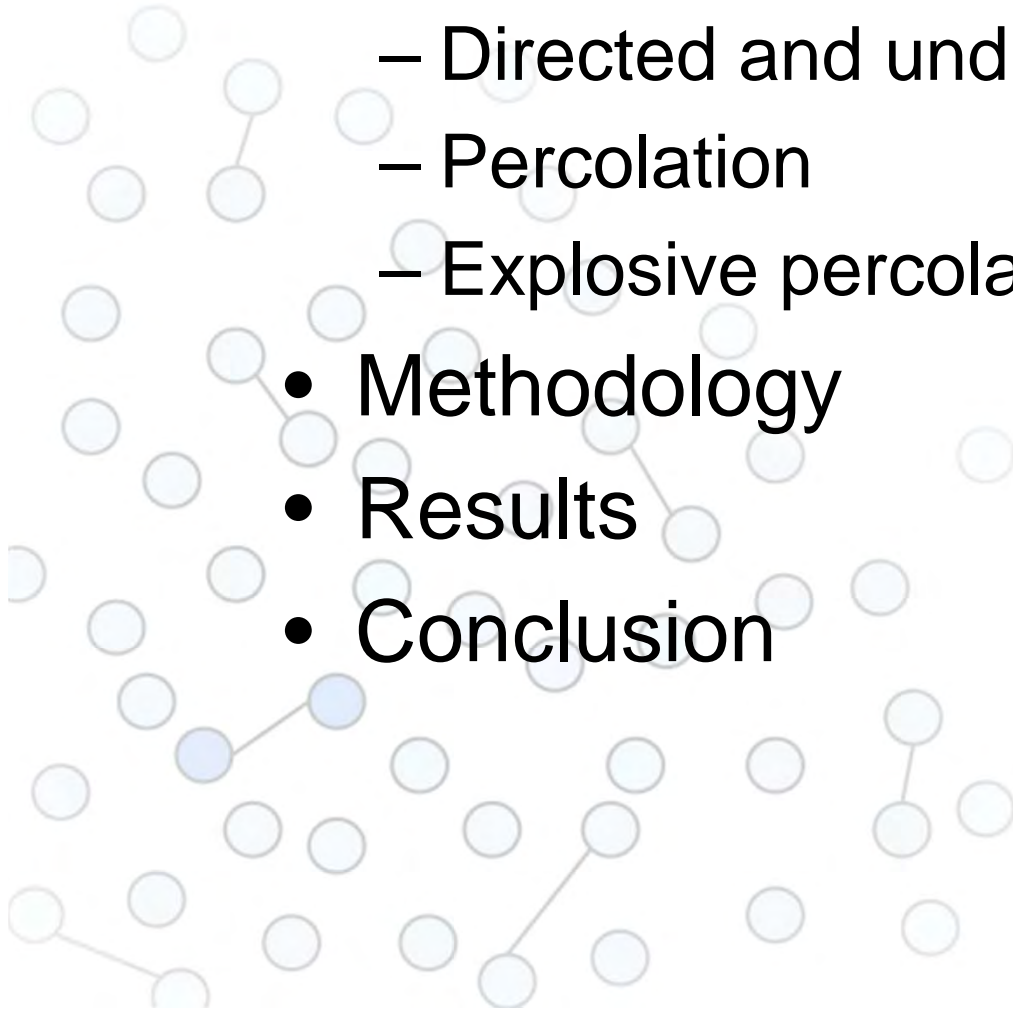 – Directed and und
– Percolation
– Explosive percola
• Methodology
• Results
• Conclusion